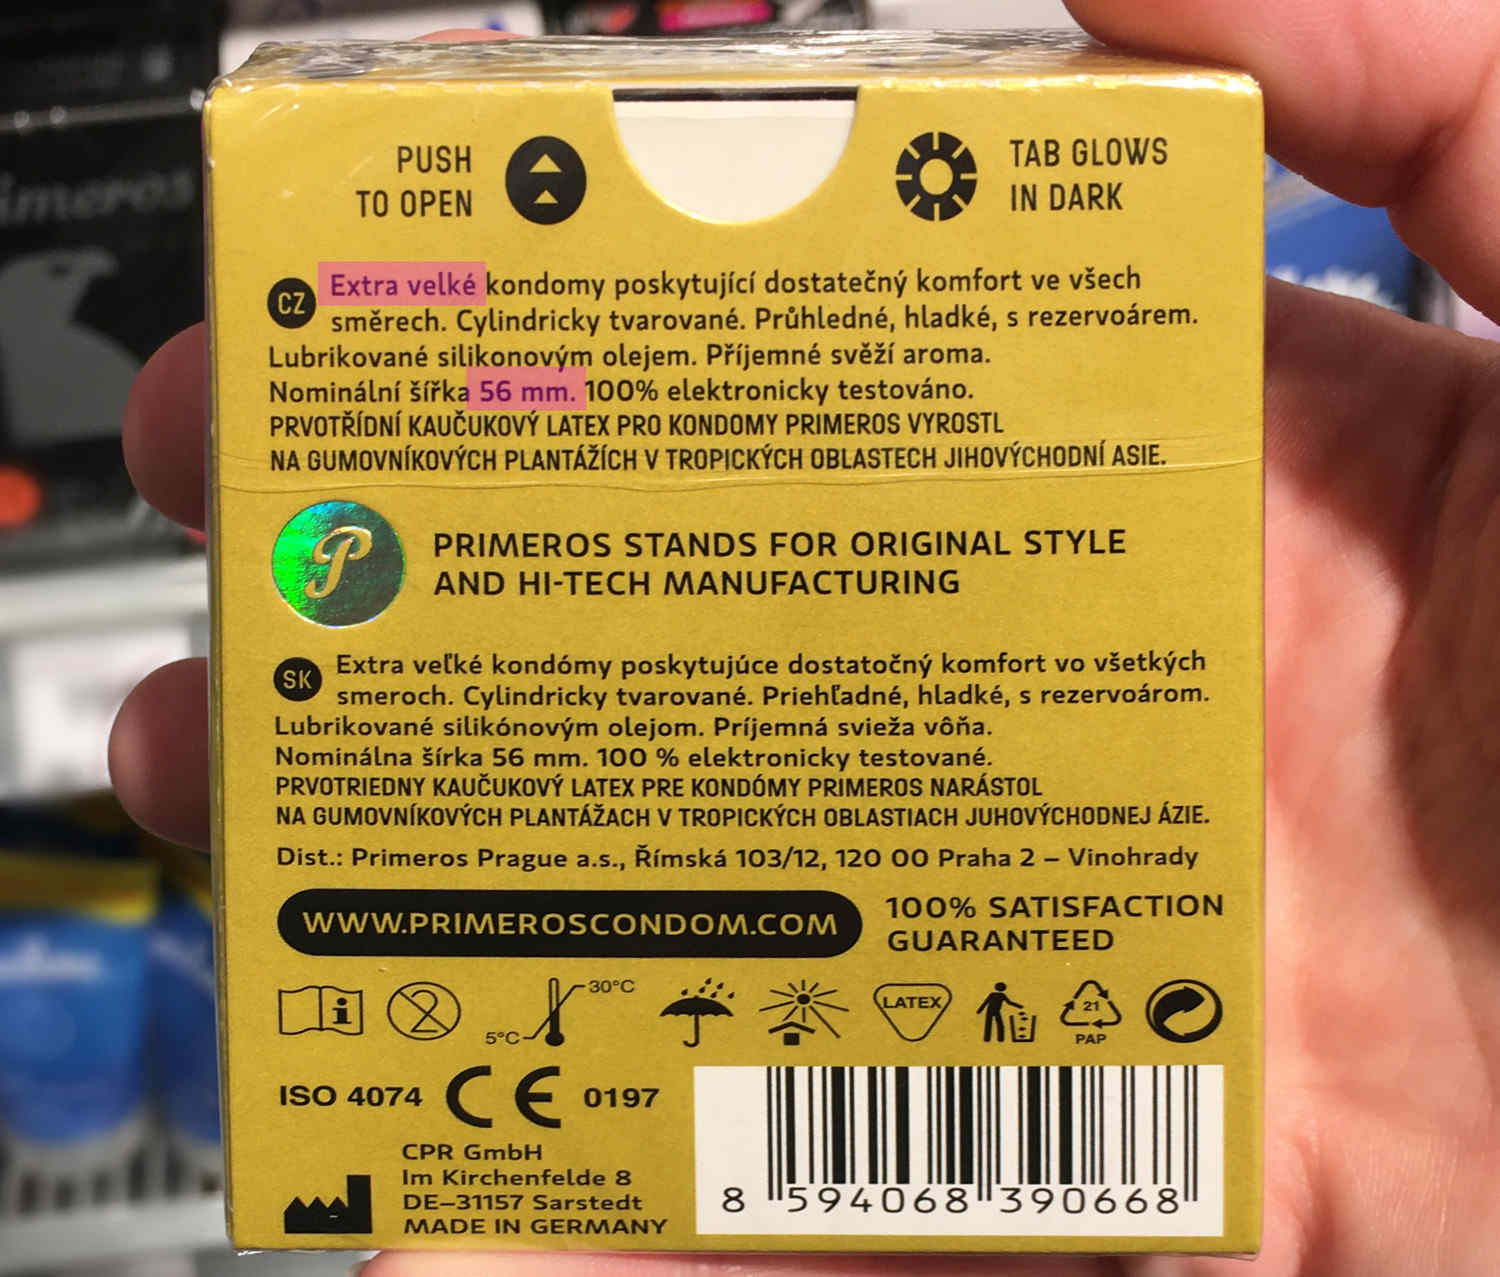 PUSH
TO OPEN
TAB GLOWS
IN DARK
CZ
Extra velké kondomy poskytující dostatečný komfort ve všech
směrech. Cylindricky tvarované. Průhledné, hladké, s rezervoárem.
Lubrikované silikonovým olejem. Příjemné svěží aroma.
Nominální šířka 56 mm. 100% elektronicky testováno.
PRVOTŘÍDNÍ KAUČUKOVÝ LATEX PRO KONDOMY PRIMEROS VYROSTL
NA GUMOVNÍKOVÝCH PLANTÁŽÍCH V TROPICKÝCH OBLASTECH JIHOVÝCHODNÍ ASIE.
P
PRIMEROS STANDS FOR ORIGINAL STYLE
AND HI-TECH MANUFACTURING
SK
Extra veľké kondómy poskytujúce dostatočný komfort vo všetkých
smeroch. Cylindricky tvarované. Priehľadné, hladké, s rezervoárom.
Lubrikované silikónovým olejom. Príjemná svieža vôňa.
Nominálna šírka 56 mm. 100 % elektronicky testované.
PRVOTRIEDNY KAUČUKOVÝ LATEX PRE KONDÓMY PRIMEROS NARÁSTOL
NA GUMOVNÍKOVÝCH PLANTÁŽACH V TROPICKÝCH OBLASTIACH JUHOVÝCHODNEJ ÁZIE.
Dist.: Primeros Prague a.s., Římská 103/12, 120 00 Praha 2 – Vinohrady
WWW.PRIMEROSCONDOM.COM
100% SATISFACTION
GUARANTEED
2
5°C
30°C
LATEX
21
PAP
ISO 4074 CE 0197
CPR GmbH
Im Kirchenfelde 8
DE–31157 Sarstedt
MADE IN GERMANY
8 594068 390668